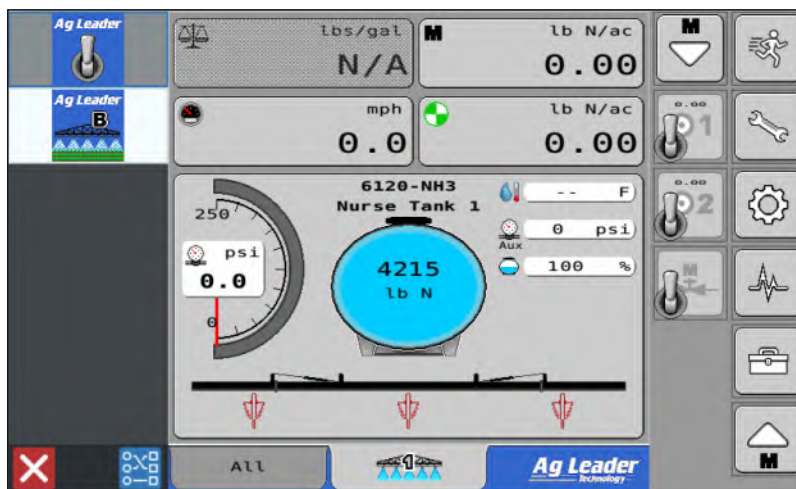 Ag Leader
lbs/gal
N/A
M
lb N/ac
0.00
M
Ag Leader
B
mph
0.0
lb N/ac
0.00
0.00
1
6120-NH3
Nurse Tank 1
-- F
250
0 psi
Aux
psi
0.0
4215
lb N
100 %
0
0.00
2
M
All
1
Ag Leader
Technology
M